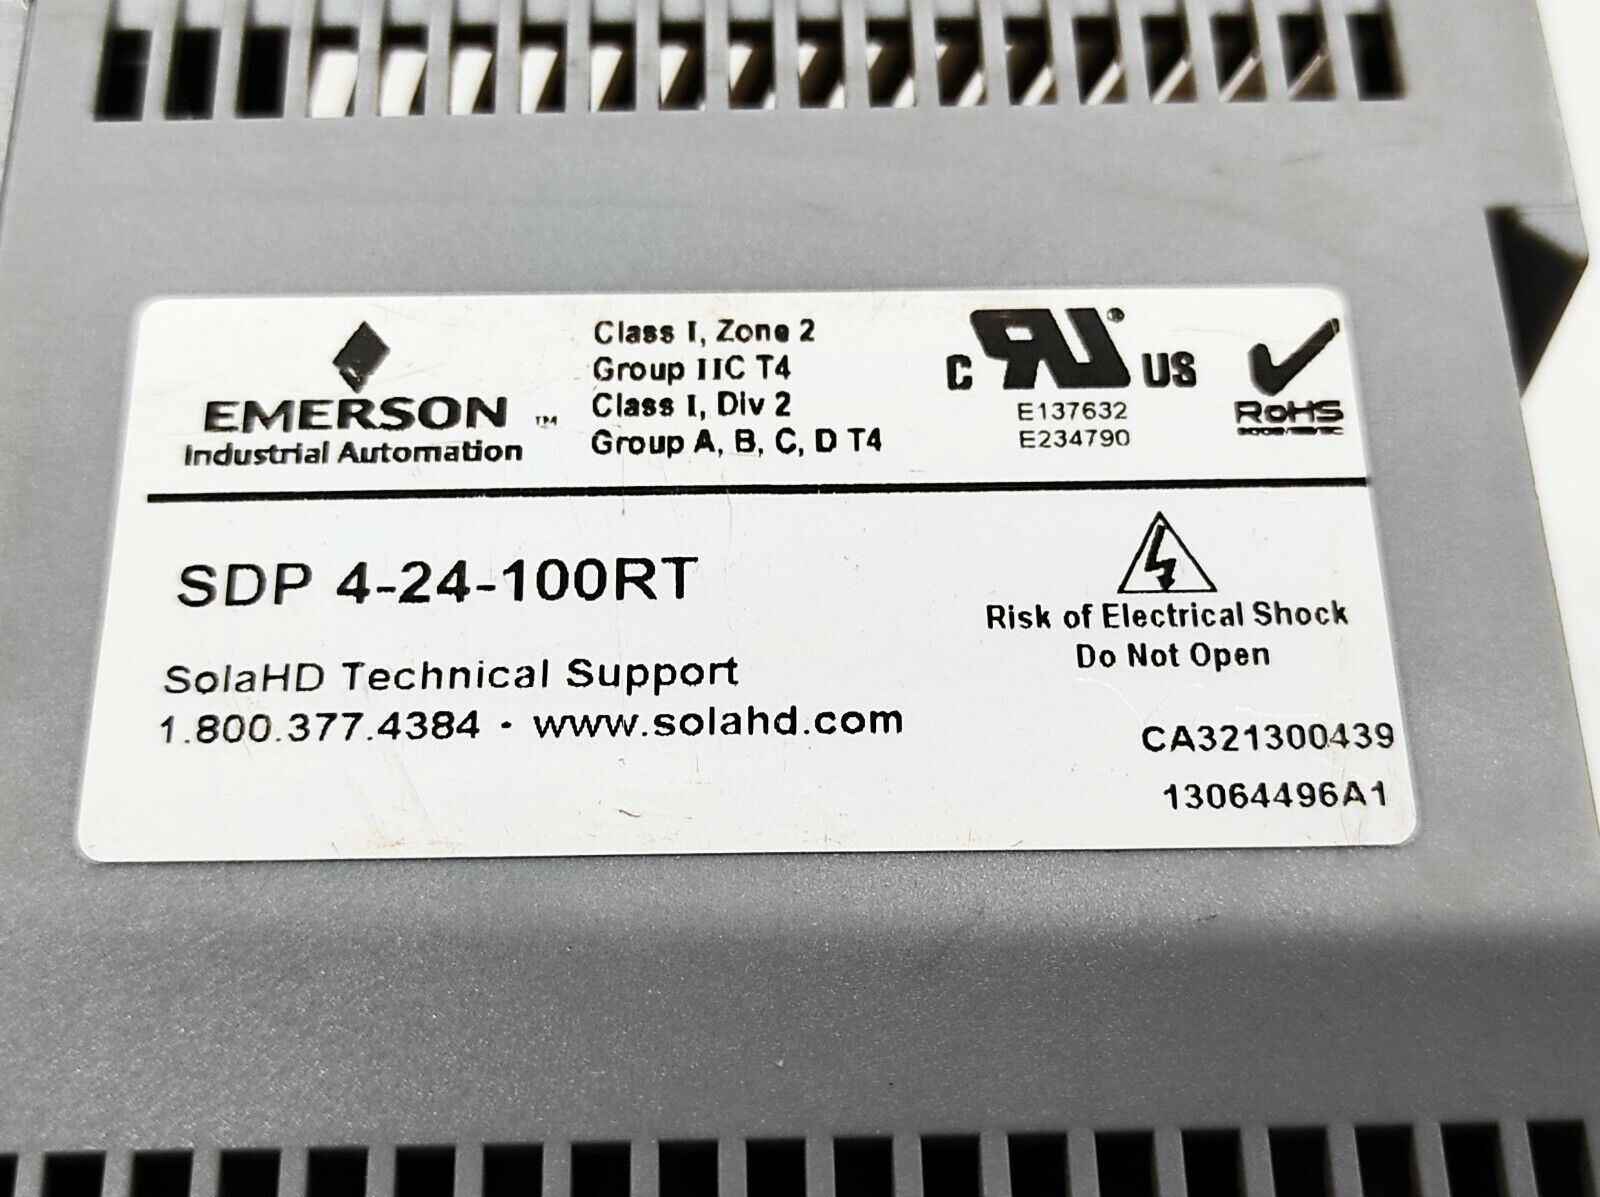 EMERSON™
Industrial Automation
Class I, Zone 2
Group IIC T4
Class I, Div 2
Group A, B, C, D T4
C RU® US
E137632
E234790
RoHS
SDP 4-24-100RT
Risk of Electrical Shock
Do Not Open
SolaHD Technical Support
1.800.377.4384 · www.solahd.com
CA321300439
13064496A1